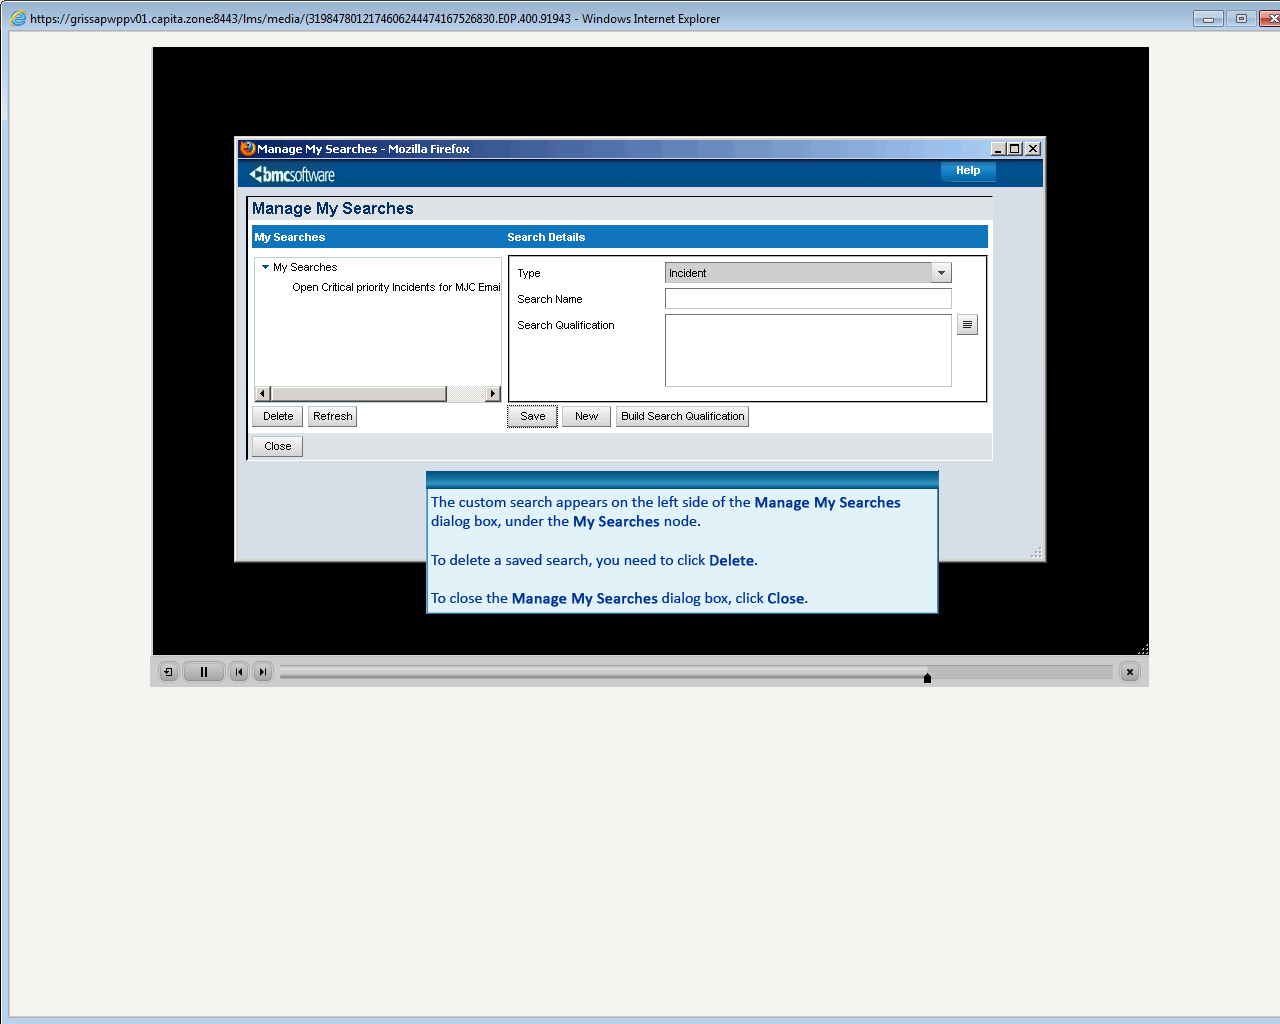 https://grissapwppv01.capita.zone:8443/lms/media/(3198478012174606244474167526830.E0P.400.91943 - Windows Internet Explorer
Manage My Searches - Mozilla Firefox
bmcsoftware
Help
Manage My Searches
My Searches
Search Details
My Searches
Open Critical priority Incidents for MJC Emai
Type
Incident
Search Name
Search Qualification
Delete
Refresh
Save
New
Build Search Qualification
Close
The custom search appears on the left side of the Manage My Searches
dialog box, under the My Searches node.
To delete a saved search, you need to click Delete.
To close the Manage My Searches dialog box, click Close.